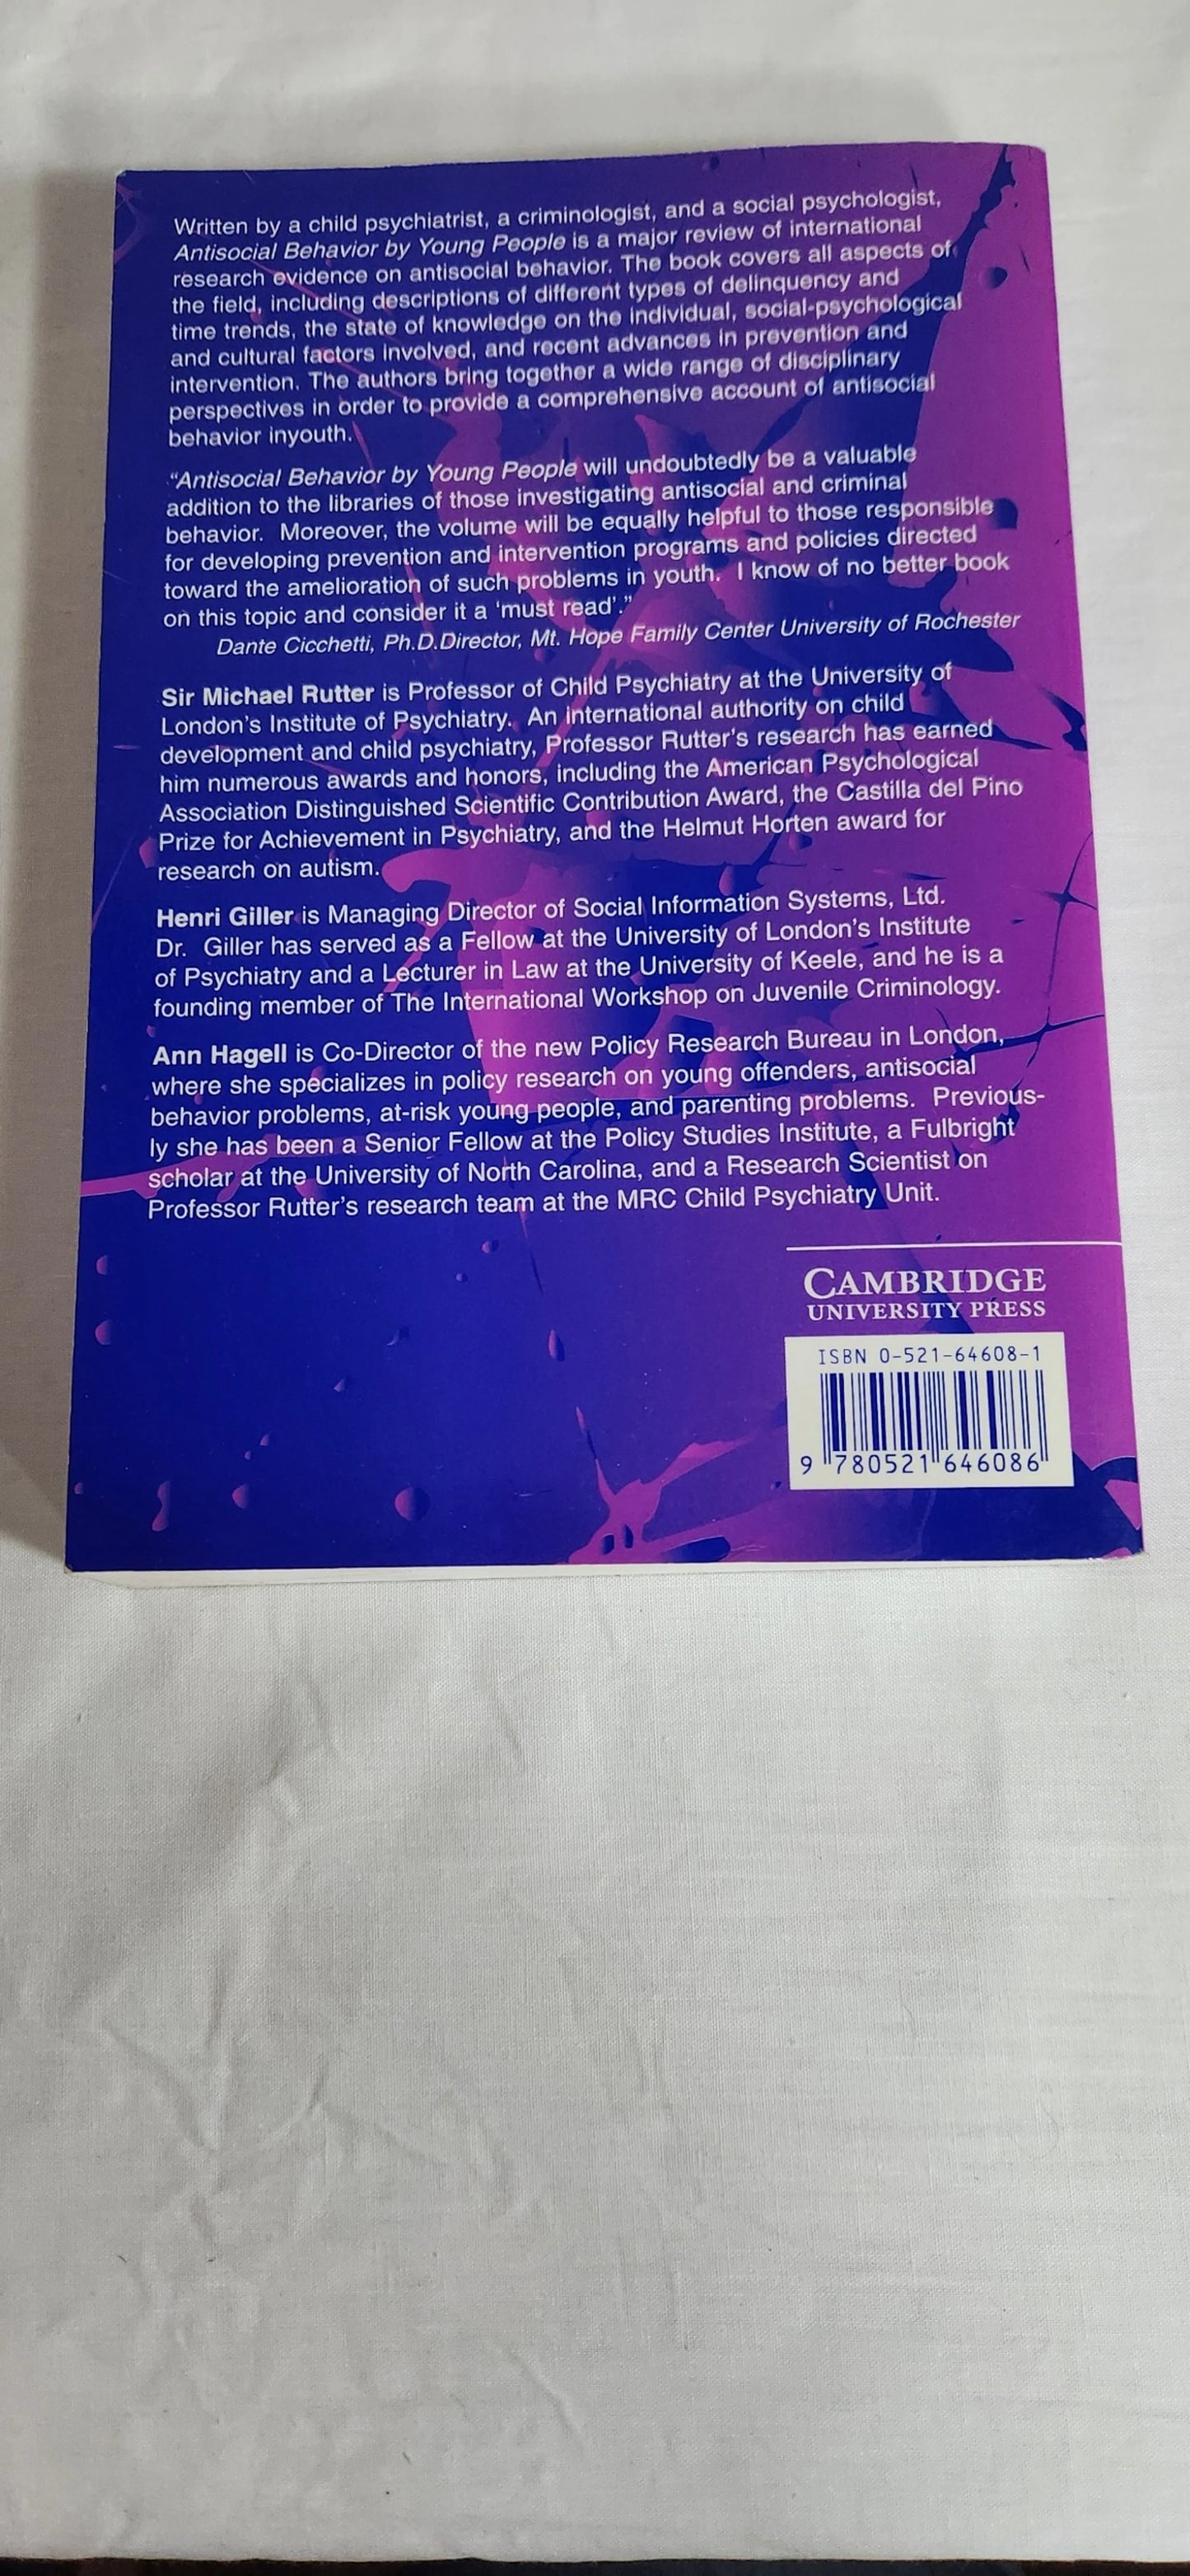 Written by a child psychiatrist, a criminologist, and a social psychologist,
Antisocial Behavior by Young People is a major review of international
research evidence on antisocial behavior. The book covers all aspects of
the field, including descriptions of different types of delinquency and
time trends, the state of knowledge on the individual, social-psychological
and cultural factors involved, and recent advances in prevention and
intervention. The authors bring together a wide range of disciplinary
perspectives in order to provide a comprehensive account of antisocial
behavior inyouth.
“Antisocial Behavior by Young People will undoubtedly be a valuable
addition to the libraries of those investigating antisocial and criminal
behavior. Moreover, the volume will be equally helpful to those responsible
for developing prevention and intervention programs and policies directed
toward the amelioration of such problems in youth. I know of no better book
on this topic and consider it a ‘must read’.”
Dante Cicchetti, Ph.D.Director, Mt. Hope Family Center University of Rochester
Sir Michael Rutter is Professor of Child Psychiatry at the University of
London’s Institute of Psychiatry. An international authority on child
development and child psychiatry, Professor Rutter’s research has earned
him numerous awards and honors, including the American Psychological
Association Distinguished Scientific Contribution Award, the Castilla del Pino
Prize for Achievement in Psychiatry, and the Helmut Horten award for
research on autism.
Henri Giller is Managing Director of Social Information Systems, Ltd.
Dr. Giller has served as a Fellow at the University of London’s Institute
of Psychiatry and a Lecturer in Law at the University of Keele, and he is a
founding member of The International Workshop on Juvenile Criminology.
Ann Hagell is Co-Director of the new Policy Research Bureau in London,
where she specializes in policy research on young offenders, antisocial
behavior problems, at-risk young people, and parenting problems. Previous-
ly she has been a Senior Fellow at the Policy Studies Institute, a Fulbright
scholar at the University of North Carolina, and a Research Scientist on
Professor Rutter’s research team at the MRC Child Psychiatry Unit.
CAMBRIDGE
UNIVERSITY PRESS
ISBN 0-521-64608-1
9 780521 646086